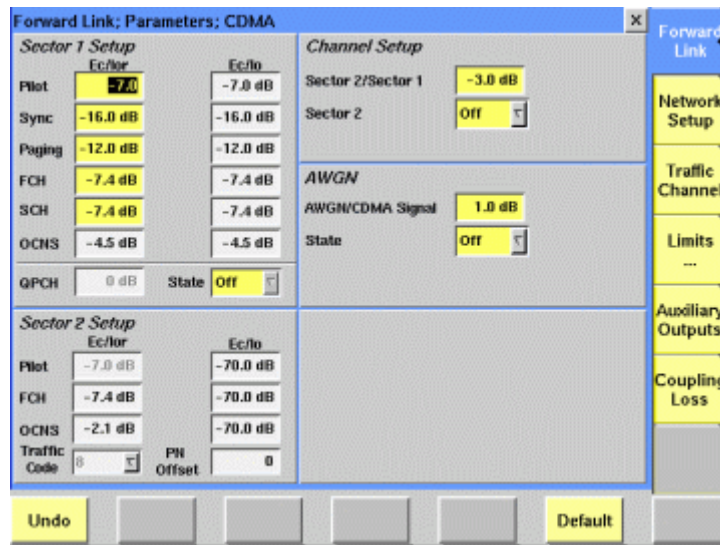 Forward Link; Parameters; CDMA x
Sector 1 Setup
Ec/Ior Ec/Io
Pilot -7.0 -7.0 dB
Sync -16.0 dB -16.0 dB
Paging -12.0 dB -12.0 dB
FCH -7.4 dB -7.4 dB
SCH -7.4 dB -7.4 dB
OCNS -4.5 dB -4.5 dB
QPCH 0 dB State Off
Sector 2 Setup
Ec/Ior Ec/Io
Pilot -7.0 dB -70.0 dB
FCH -7.4 dB -70.0 dB
OCNS -2.1 dB -70.0 dB
Traffic Code 8 PN Offset 0
Channel Setup
Sector 2/Sector 1 -3.0 dB
Sector 2 Off
AWGN
AWGN/CDMA Signal 1.0 dB
State Off
Forward
Link
Network
Setup
Traffic
Channel
Limits
...
Auxiliary
Outputs
Coupling
Loss
Undo Default